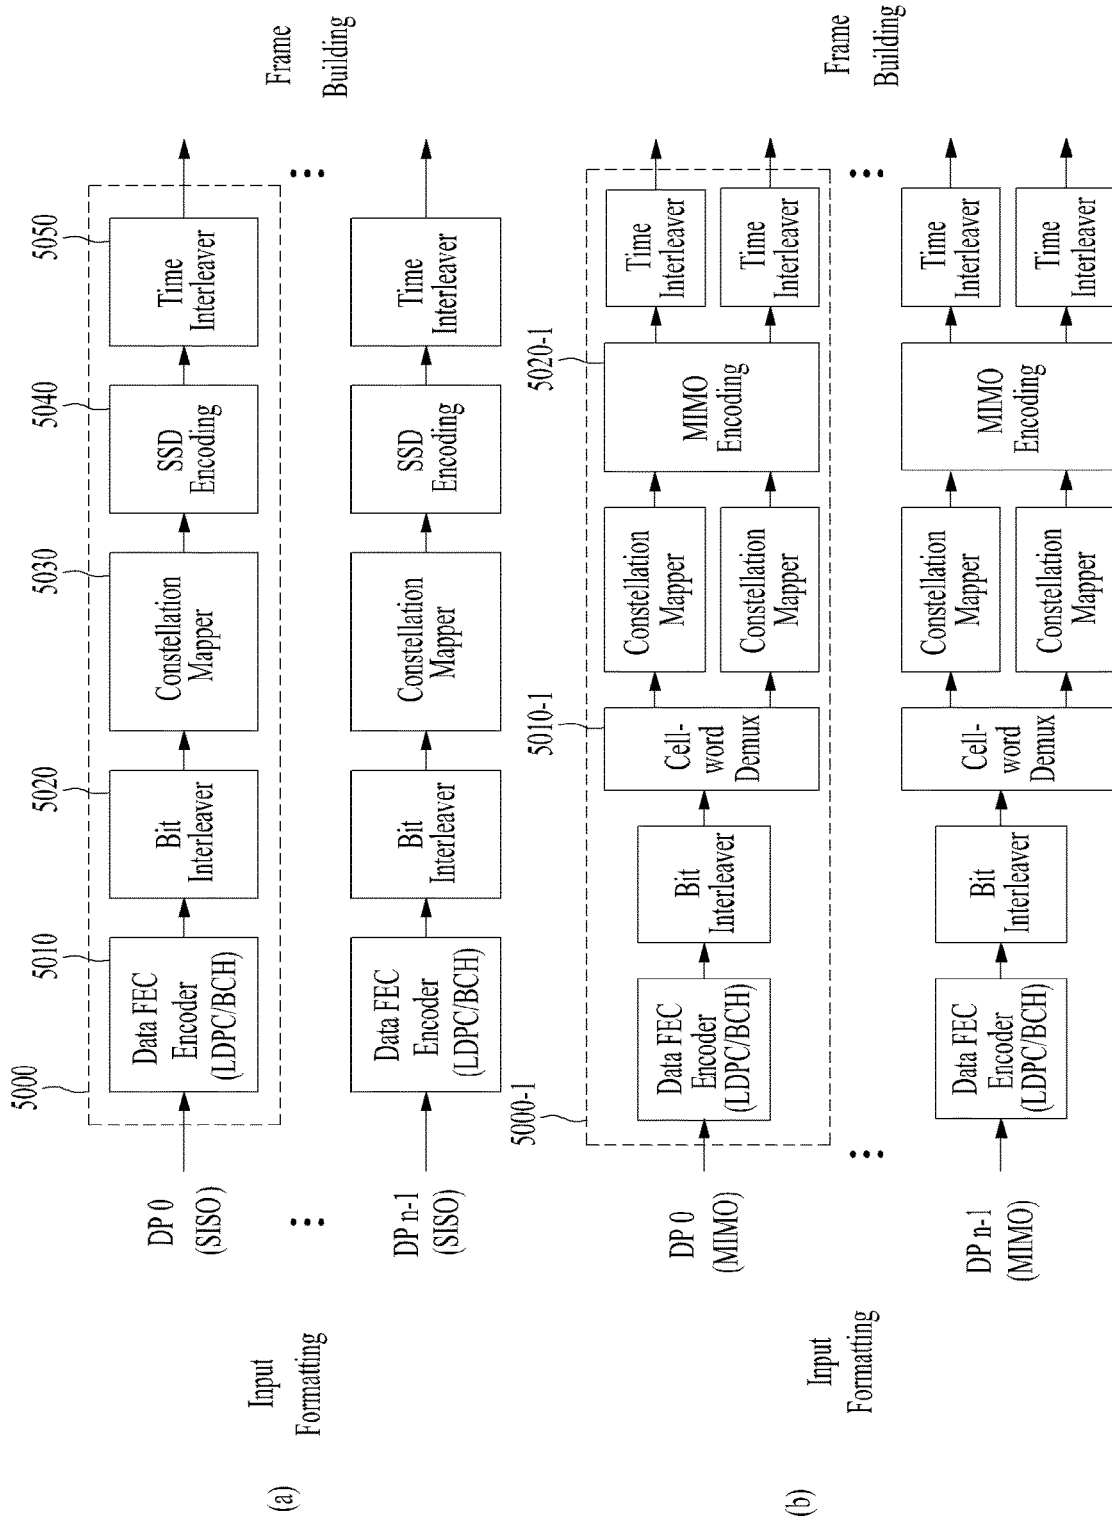 (a)
Input
Formatting
Frame
Building
5000
5010
5020
5030
5040
5050
DP 0
(SISO)
Data FEC
Encoder
(LDPC/BCH)
Bit
Interleaver
Constellation
Mapper
SSD
Encoding
Time
Interleaver
DP n-1
(SISO)
Data FEC
Encoder
(LDPC/BCH)
Bit
Interleaver
Constellation
Mapper
SSD
Encoding
Time
Interleaver
(b)
Input
Formatting
Frame
Building
5000-1
5010-1
5020-1
DP 0
(MIMO)
Data FEC
Encoder
(LDPC/BCH)
Bit
Interleaver
Cell-
word
Demux
Constellation
Mapper
Constellation
Mapper
MIMO
Encoding
Time
Interleaver
Time
Interleaver
DP n-1
(MIMO)
Data FEC
Encoder
(LDPC/BCH)
Bit
Interleaver
Cell-
word
Demux
Constellation
Mapper
Constellation
Mapper
MIMO
Encoding
Time
Interleaver
Time
Interleaver